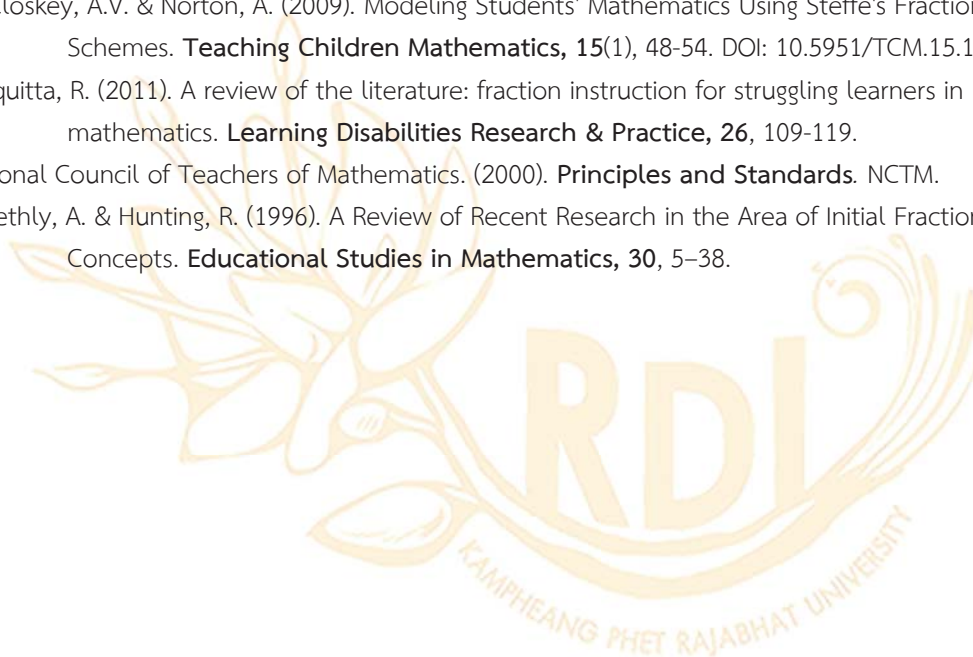 loskey, A.V. & Norton, A. (2009). Modeling Students' Mathematics Using Steffe's Fraction
Schemes. Teaching Children Mathematics, 15(1), 48-54. DOI: 10.5951/TCM.15.1
quitta, R. (2011). A review of the literature: fraction instruction for struggling learners in
mathematics. Learning Disabilities Research & Practice, 26, 109-119.
onal Council of Teachers of Mathematics. (2000). Principles and Standards. NCTM.
ethly, A. & Hunting, R. (1996). A Review of Recent Research in the Area of Initial Fraction
Concepts. Educational Studies in Mathematics, 30, 5–38.
RDI
KAMPHEANG PHET RAJABHAT UNIVERSITY